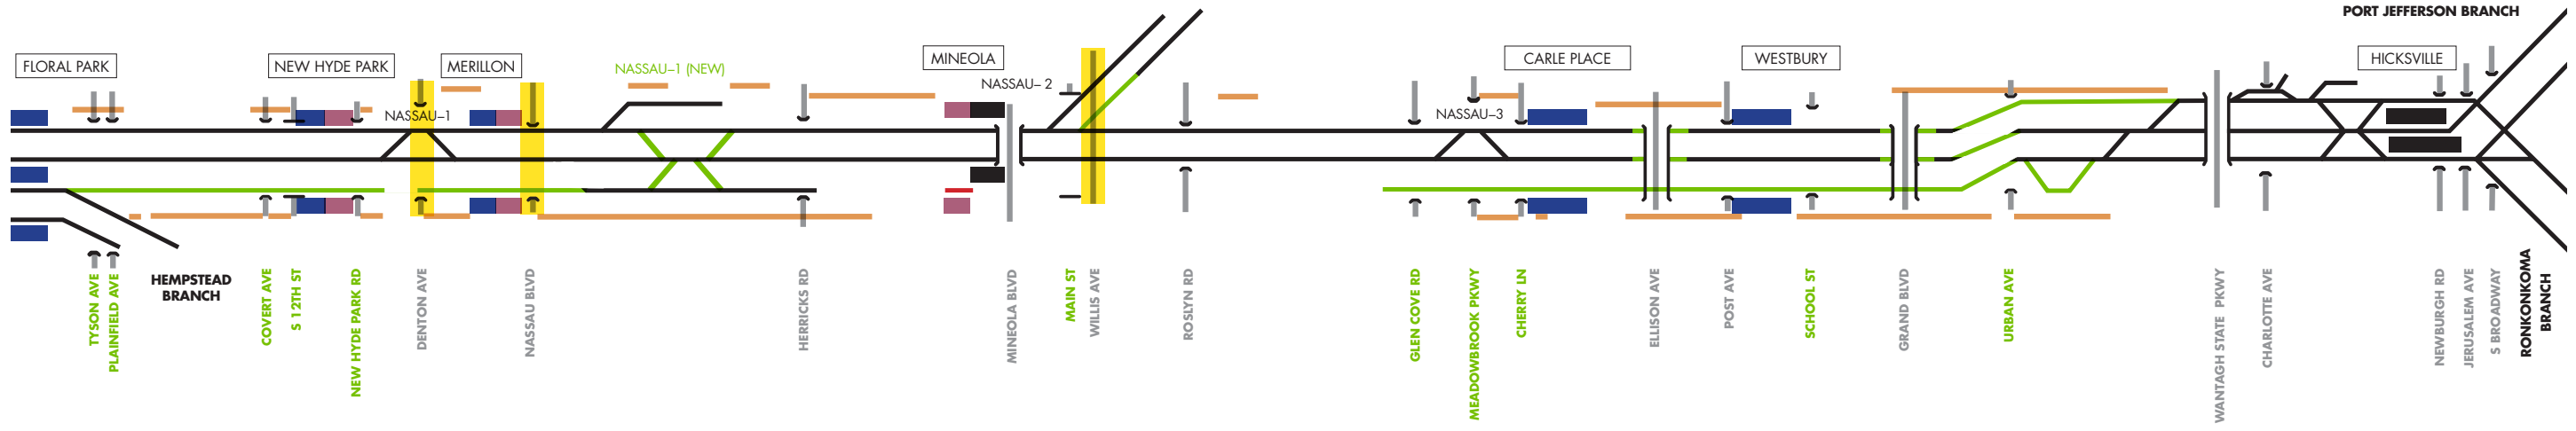 PORT JEFFERSON BRANCH
FLORAL PARK
NEW HYDE PARK
MERILLON
NASSAU–1 (NEW)
MINEOLA
NASSAU– 2
CARLE PLACE
WESTBURY
HICKSVILLE
NASSAU–1
NASSAU–3
TYSON AVE
PLAINFIELD AVE
HEMPSTEAD
BRANCH
COVERT AVE
S 12TH ST
NEW HYDE PARK RD
DENTON AVE
NASSAU BLVD
HERRICKS RD
MINEOLA BLVD
MAIN ST
WILLIS AVE
ROSLYN RD
GLEN COVE RD
MEADOWBROOK PKWY
CHERRY LN
ELLISON AVE
POST AVE
SCHOOL ST
GRAND BLVD
URBAN AVE
WANTAGH STATE PKWY
CHARLOTTE AVE
NEWBURGH RD
JERUSALEM AVE
S BROADWAY
RONKONKOMA
BRANCH